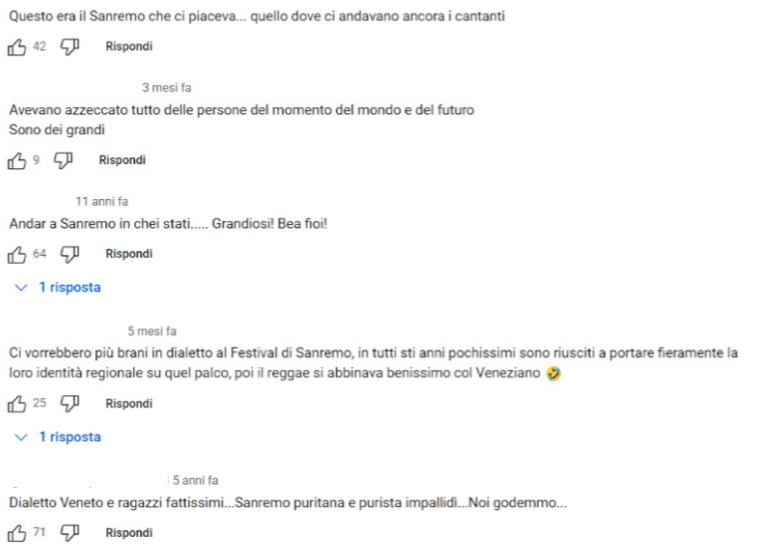 Questo era il Sanremo che ci piaceva... quello dove ci andavano ancora i cantanti
42 Rispondi
3 mesi fa
Avevano azzeccato tutto delle persone del momento del mondo e del futuro
Sono dei grandi
9 Rispondi
11 anni fa
Andar a Sanremo in chei stati..... Grandiosi! Bea fioi!
64 Rispondi
1 risposta
5 mesi fa
Ci vorrebbero più brani in dialetto al Festival di Sanremo, in tutti sti anni pochissimi sono riusciti a portare fieramente la
loro identità regionale su quel palco, poi il reggae si abbinava benissimo col Veneziano 🤣
25 Rispondi
1 risposta
5 anni fa
Dialetto Veneto e ragazzi fattissimi...Sanremo puritana e purista impallidì...Noi godemmo...
71 Rispondi